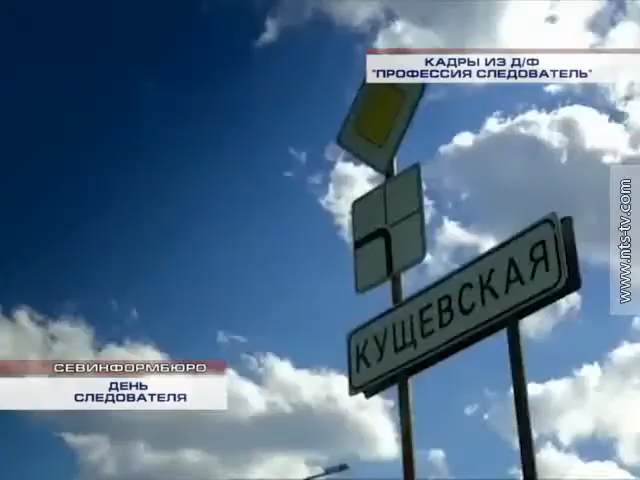 КАДРЫ ИЗ Д/Ф
"ПРОФЕССИЯ СЛЕДОВАТЕЛЬ"
www.nts-tv.com
КУЩЕВСКАЯ
СЕВИНФОРМБЮРО
ДЕНЬ
СЛЕДОВАТЕЛЯ